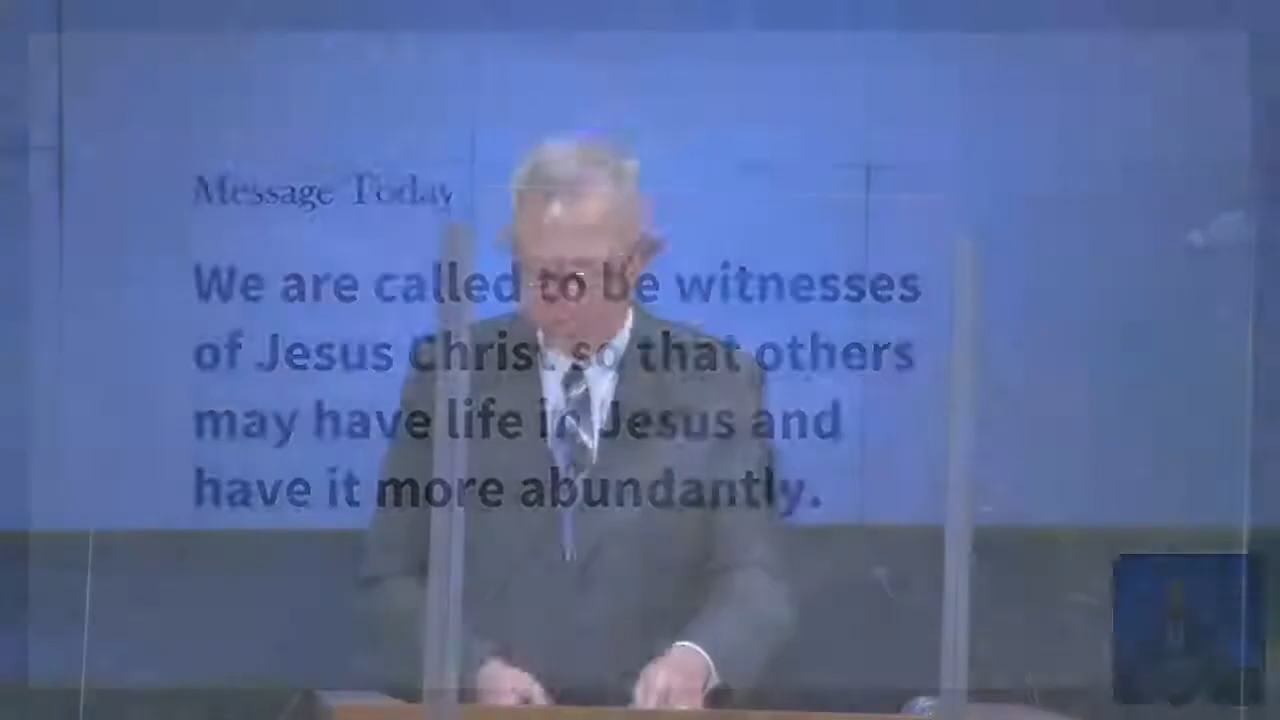 Message Today
We are called to be witnesses
of Jesus Christ so that others
may have life in Jesus and
have it more abundantly.